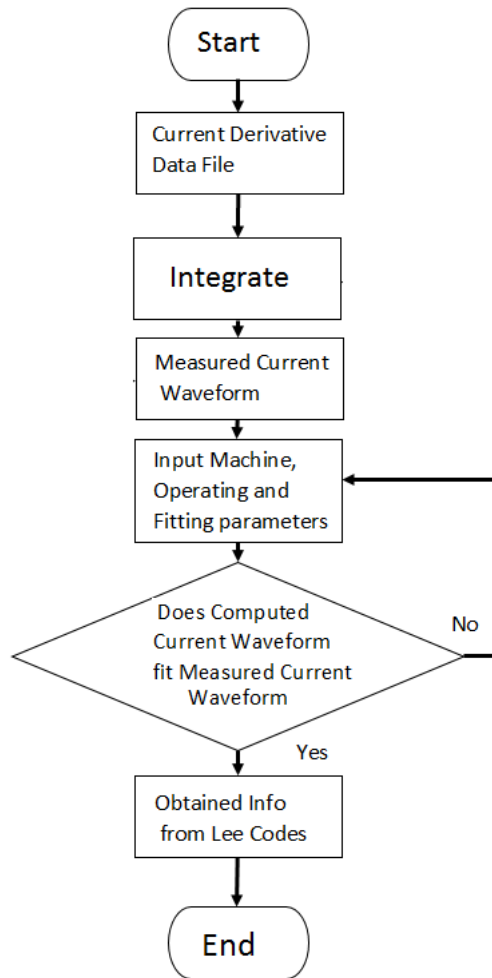 Start
Current Derivative
Data File
Integrate
Measured Current
Waveform
Input Machine,
Operating and
Fitting parameters
Does Computed
Current Waveform
fit Measured Current
Waveform
No
Yes
Obtained Info
from Lee Codes
End